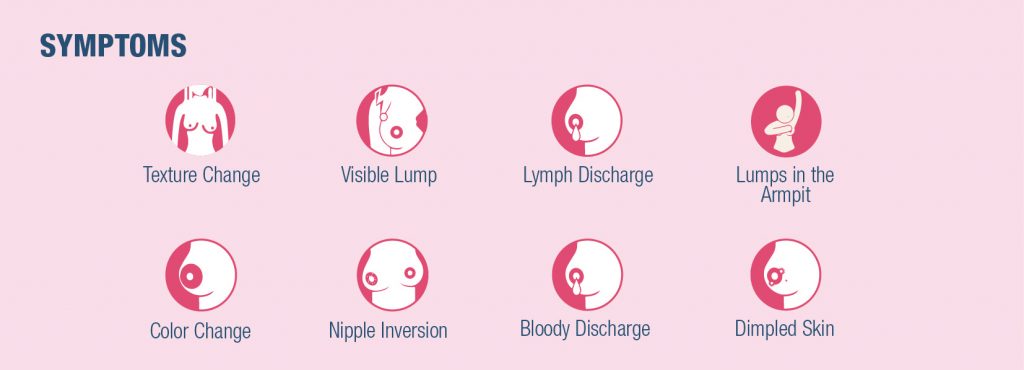 SYMPTOMS
Texture Change
Visible Lump
Lymph Discharge
Lumps in the
Armpit
Color Change
Nipple Inversion
Bloody Discharge
Dimpled Skin